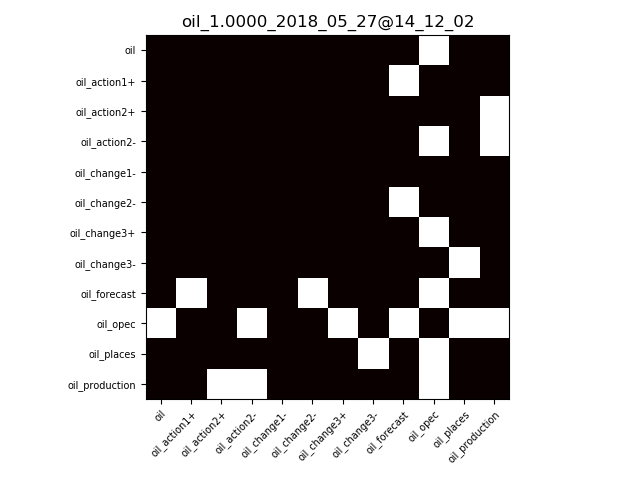 oil_1.0000_2018_05_27@14_12_02
oil
oil_action1+
oil_action2+
oil_action2-
oil_change1-
oil_change2-
oil_change3+
oil_change3-
oil_forecast
oil_opec
oil_places
oil_production
oil
oil_action1+
oil_action2+
oil_action2-
oil_change1-
oil_change2-
oil_change3+
oil_change3-
oil_forecast
oil_opec
oil_places
oil_production